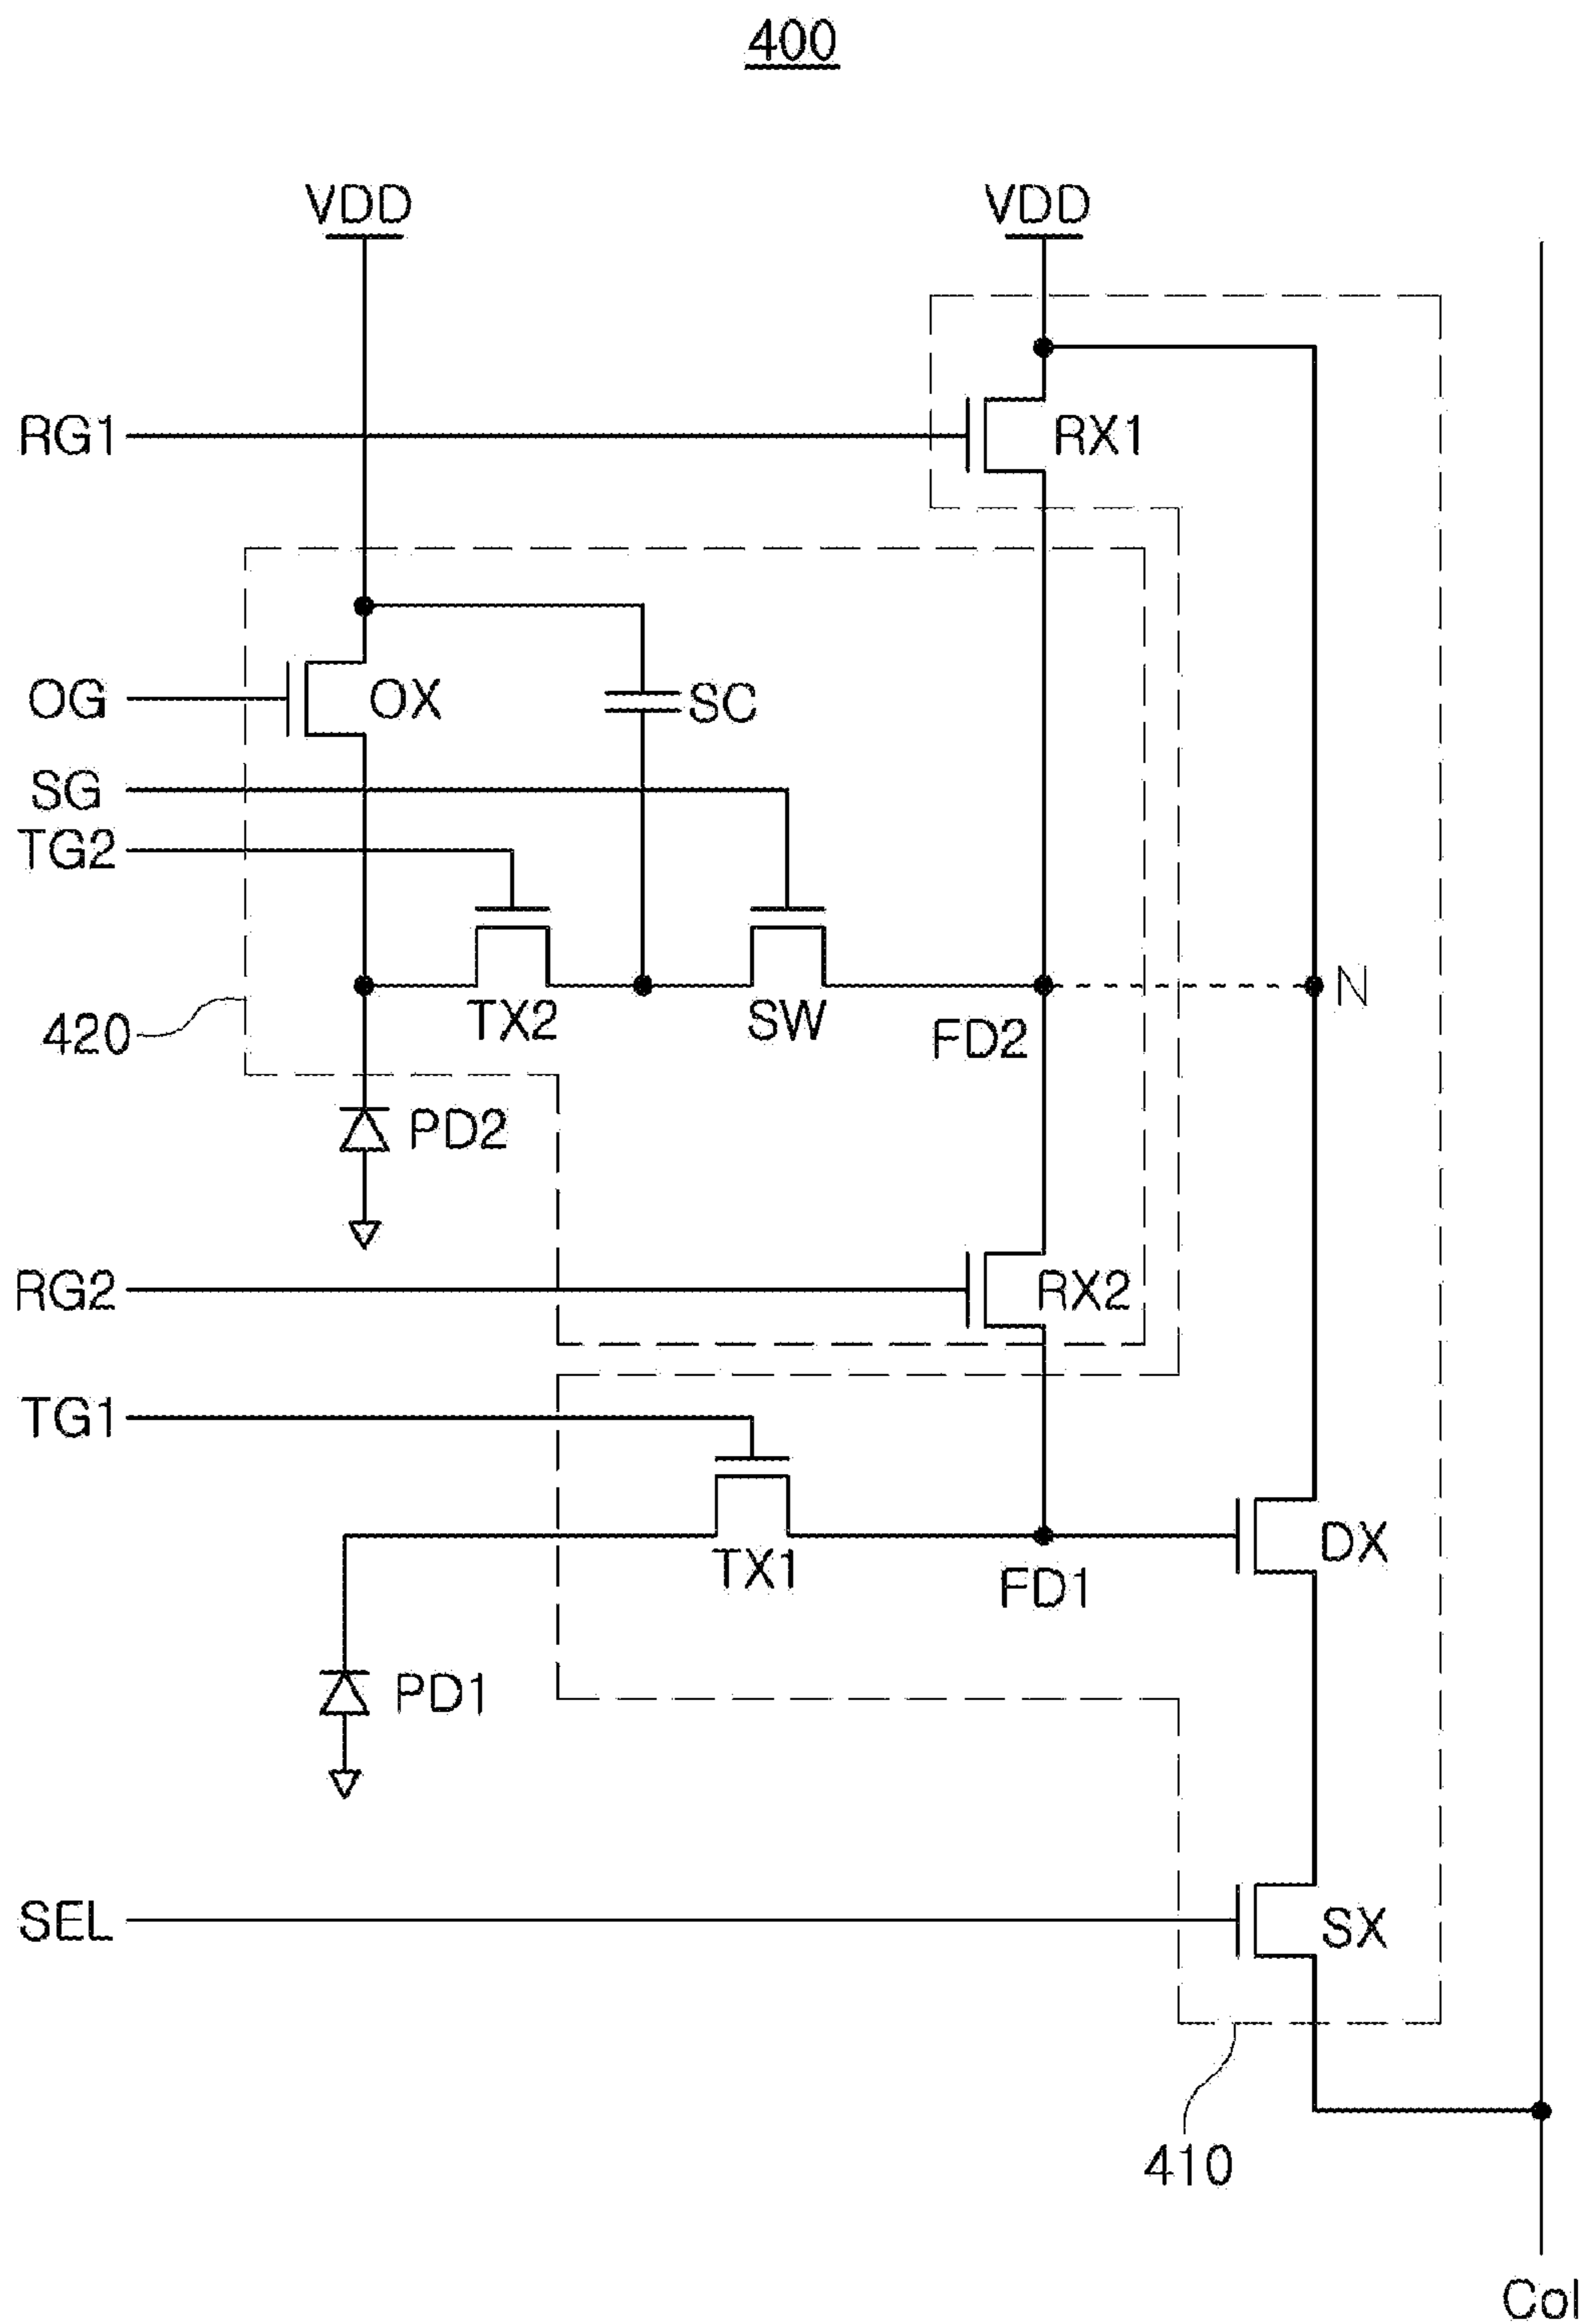 400
VDD VDD
RG1 RX1
OG OX SC
SG
TG2
TX2 SW FD2 N
420
PD2
RG2 RX2
TG1
TX1 FD1 DX
PD1
SEL SX
410
Col